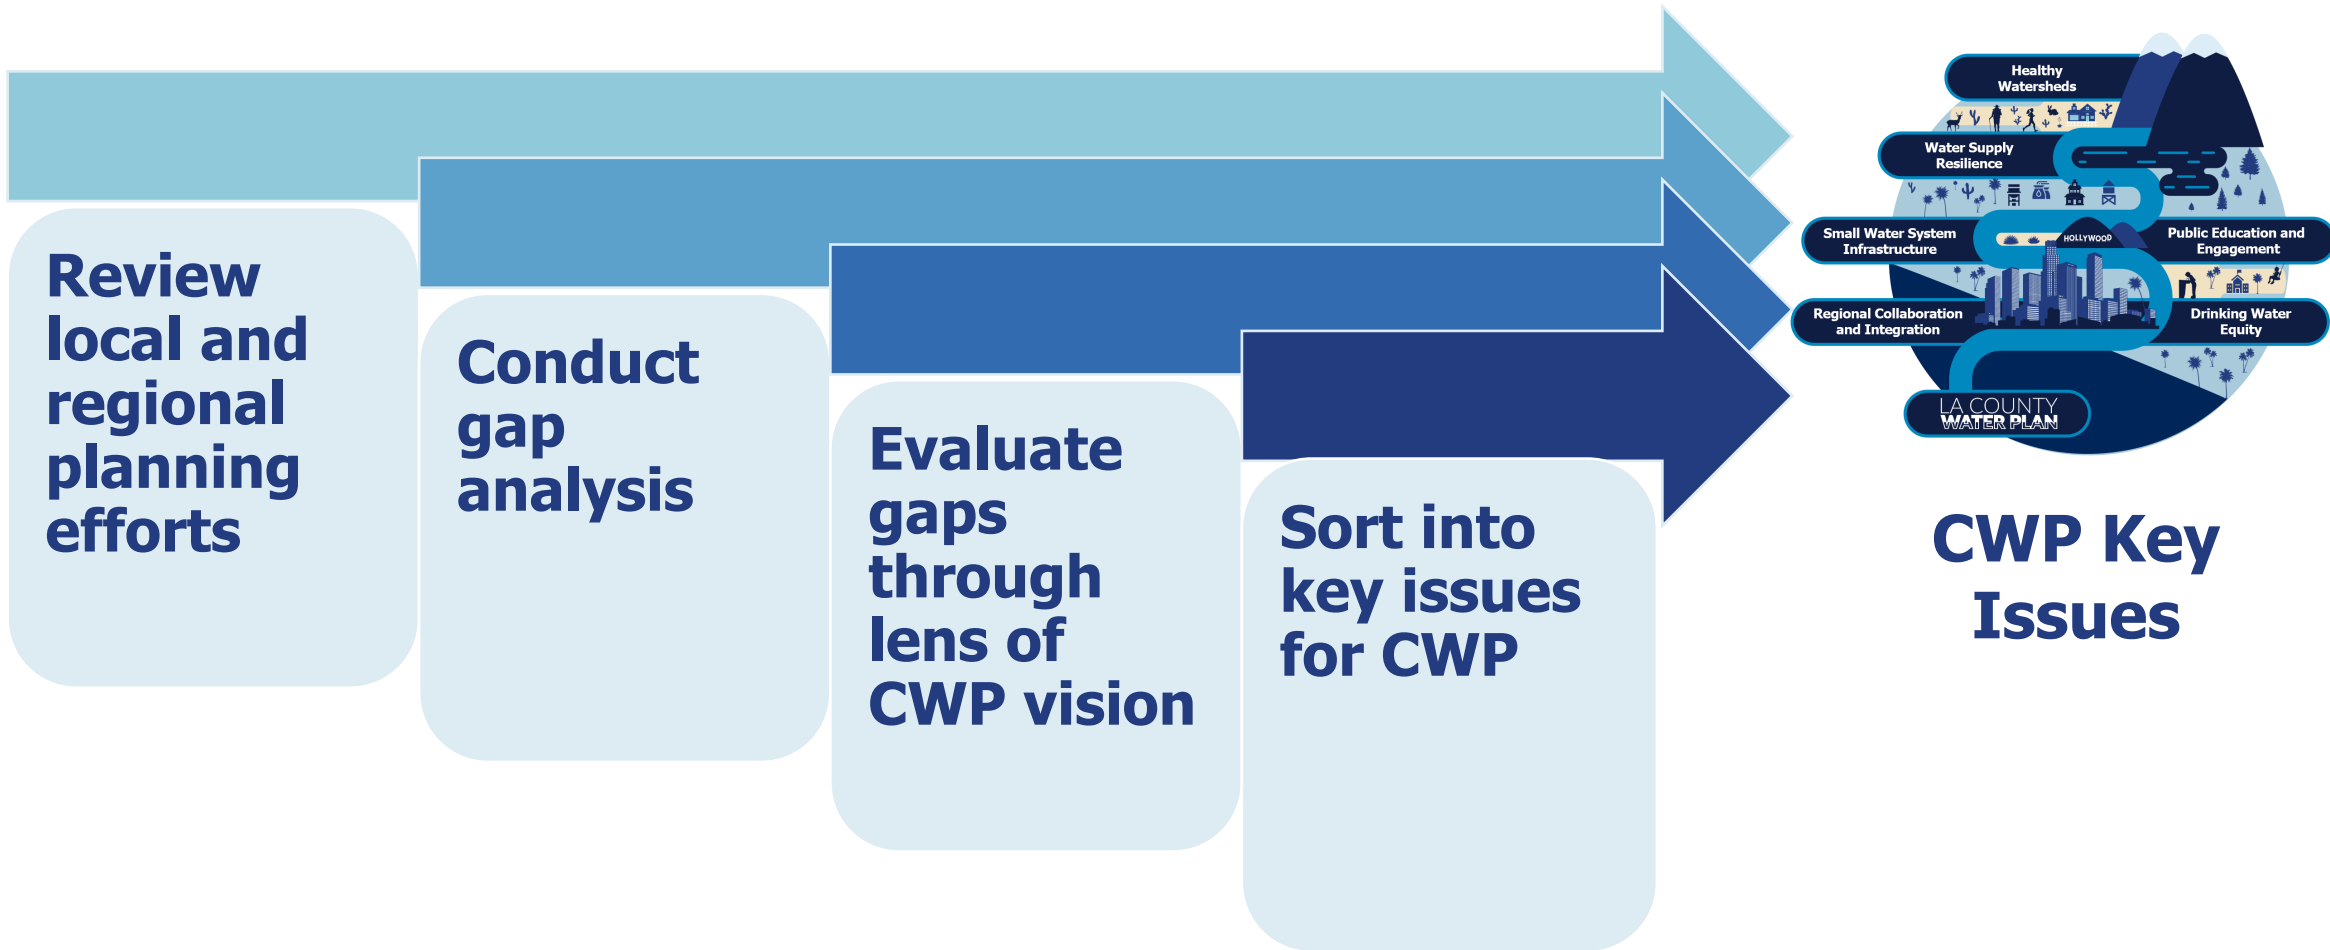 Review
local and
regional
planning
efforts
Conduct
gap
analysis
Evaluate
gaps
through
lens of
CWP vision
Sort into
key issues
for CWP
Healthy
Watersheds
Water Supply
Resilience
Small Water System
Infrastructure
HOLLYWOOD
Public Education and
Engagement
Regional Collaboration
and Integration
Drinking Water
Equity
LA COUNTY
WATER PLAN
CWP Key
Issues